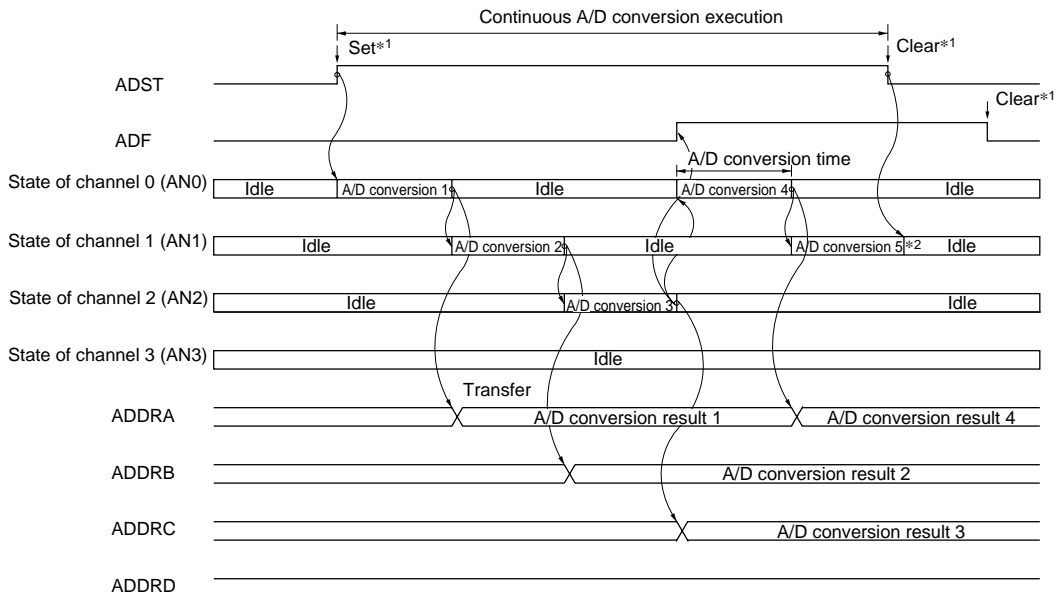 Continuous A/D conversion execution
Set*1
Clear*1
ADST
Clear*1
ADF
A/D conversion time
State of channel 0 (AN0)
Idle
A/D conversion 1
Idle
A/D conversion 4
Idle
State of channel 1 (AN1)
Idle
A/D conversion 2
Idle
A/D conversion 5*2
Idle
State of channel 2 (AN2)
Idle
A/D conversion 3
Idle
State of channel 3 (AN3)
Idle
Transfer
ADDRA
A/D conversion result 1
A/D conversion result 4
ADDRB
A/D conversion result 2
ADDRC
A/D conversion result 3
ADDRD